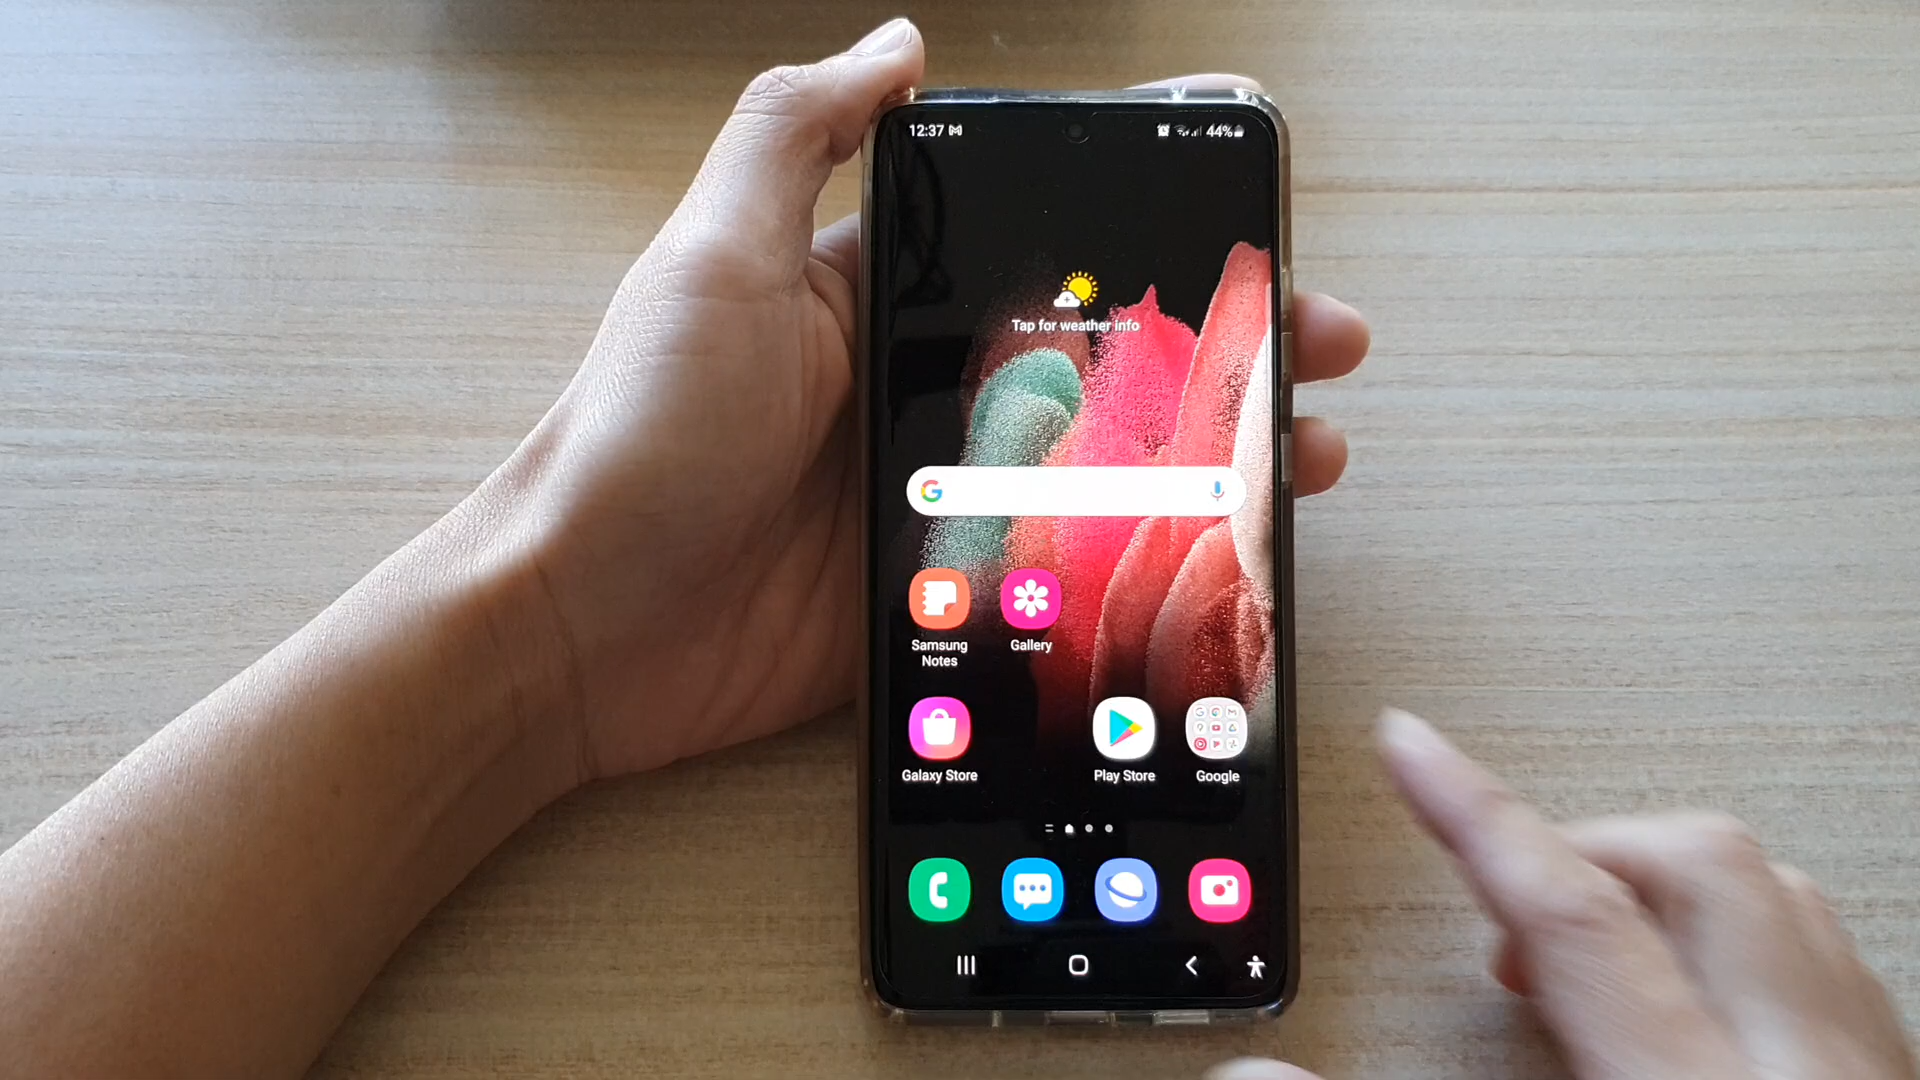 12:37
44%
Tap for weather info
Samsung
Notes
Gallery
Galaxy Store
Play Store
Google